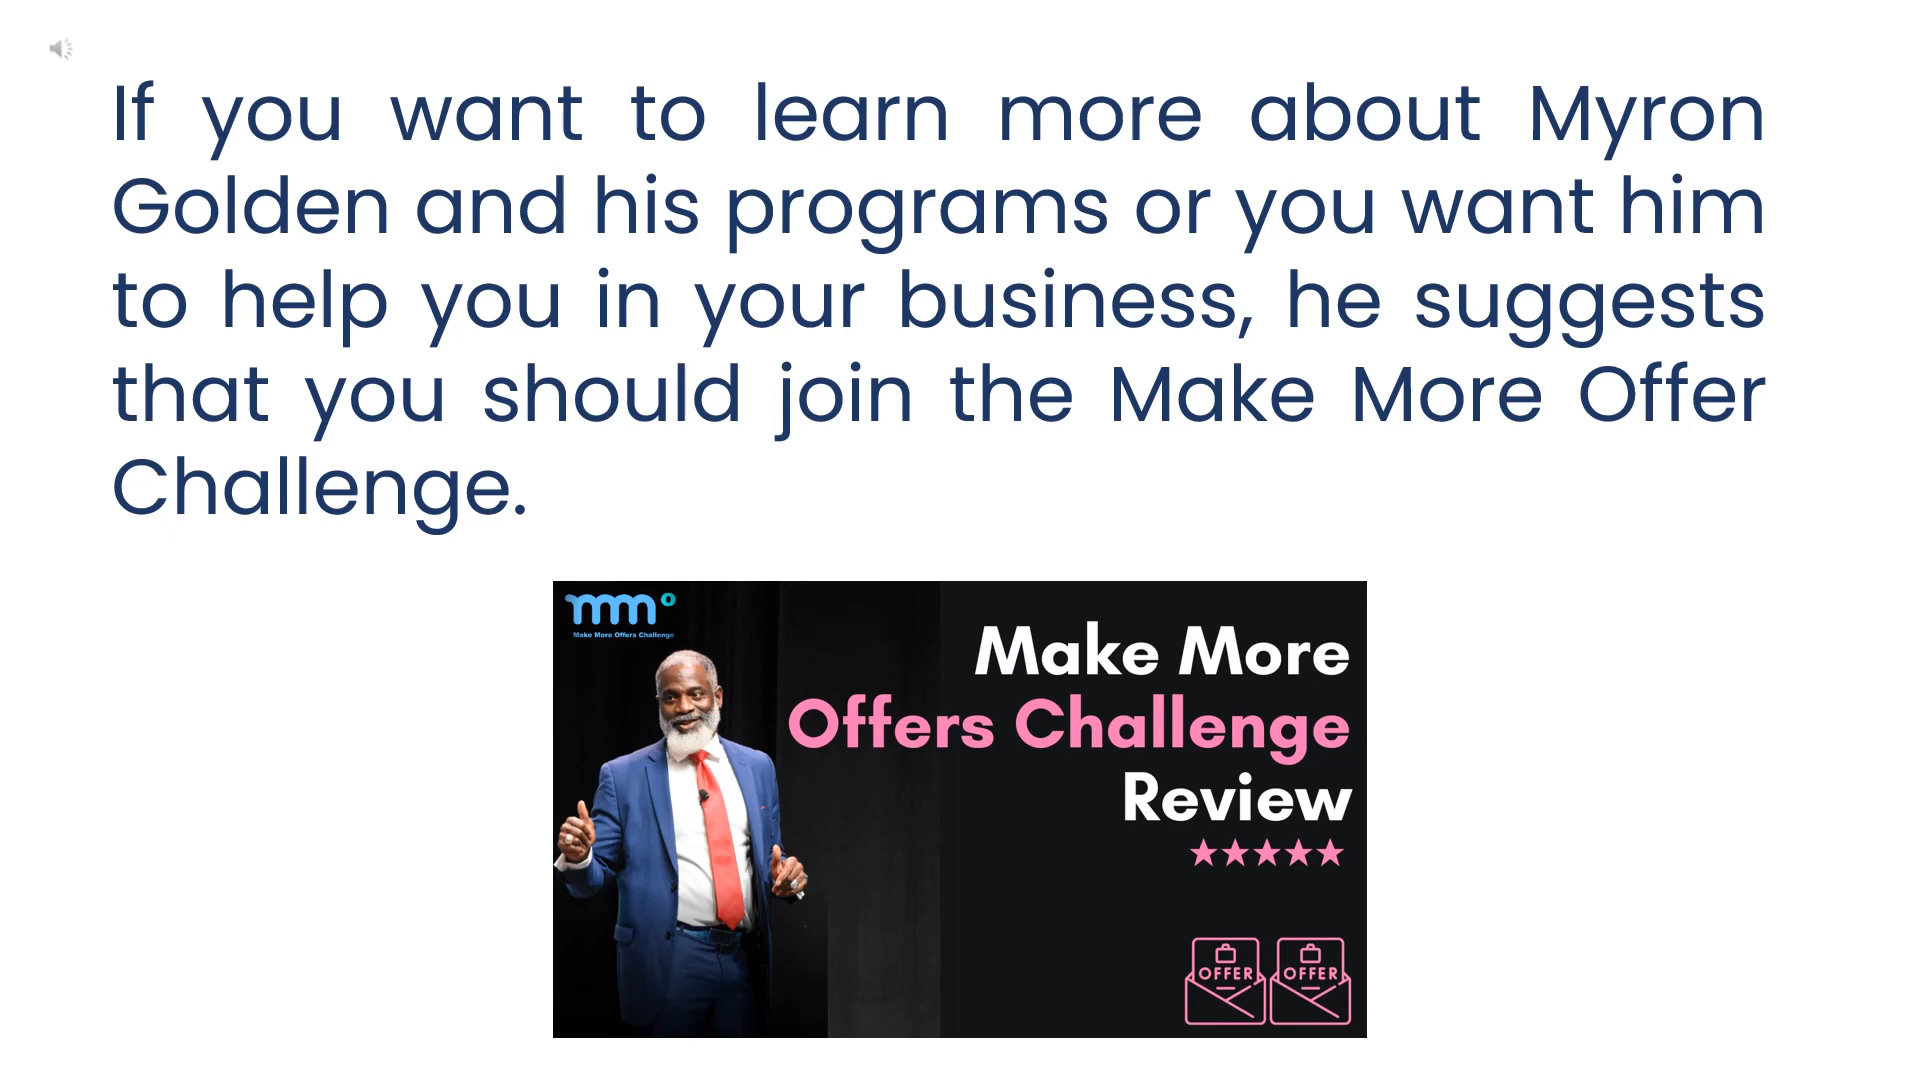 If you want to learn more about Myron
Golden and his programs or you want him
to help you in your business, he suggests
that you should join the Make More Offer
Challenge.
mmo
Make More Offers Challenge
Make More
Offers Challenge
Review
OFFER OFFER